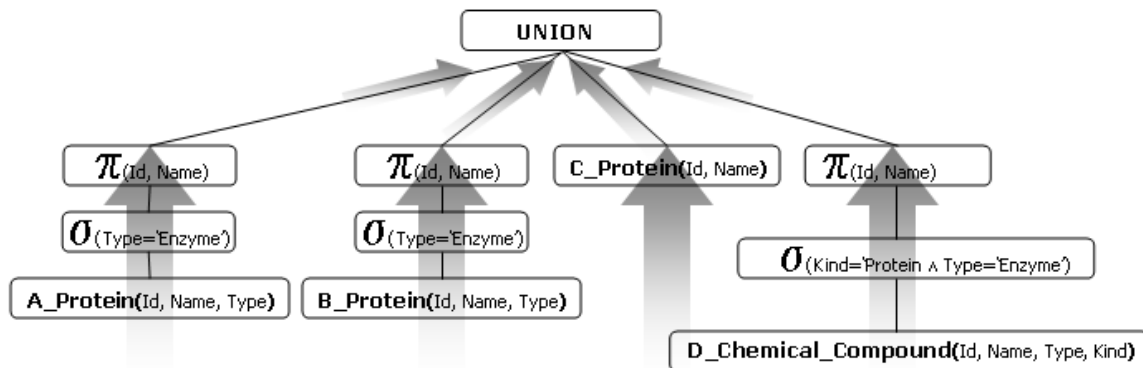 UNION
π(Id, Name)
π(Id, Name)
C_Protein(Id, Name)
π(Id, Name)
σ(Type='Enzyme')
σ(Type='Enzyme')
σ(Kind='Protein ∧ Type='Enzyme')
A_Protein(Id, Name, Type)
B_Protein(Id, Name, Type)
D_Chemical_Compound(Id, Name, Type, Kind)